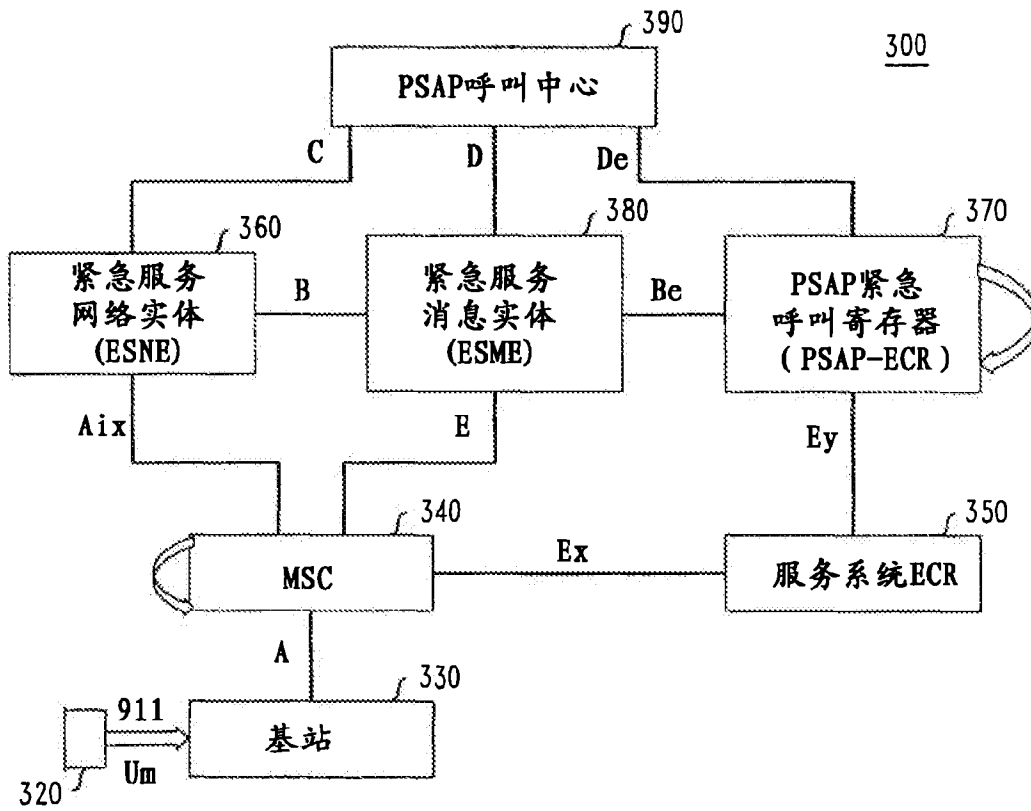 390
300
PSAP呼叫中心
C
D
De
360
380
370
紧急服务
网络实体
(ESNE)
B
紧急服务
消息实体
(ESME)
Be
PSAP紧急
呼叫寄存器
(PSAP-ECR)
Aix
E
Ey
340
350
MSC
Ex
服务系统ECR
A
330
911
基站
Um
320